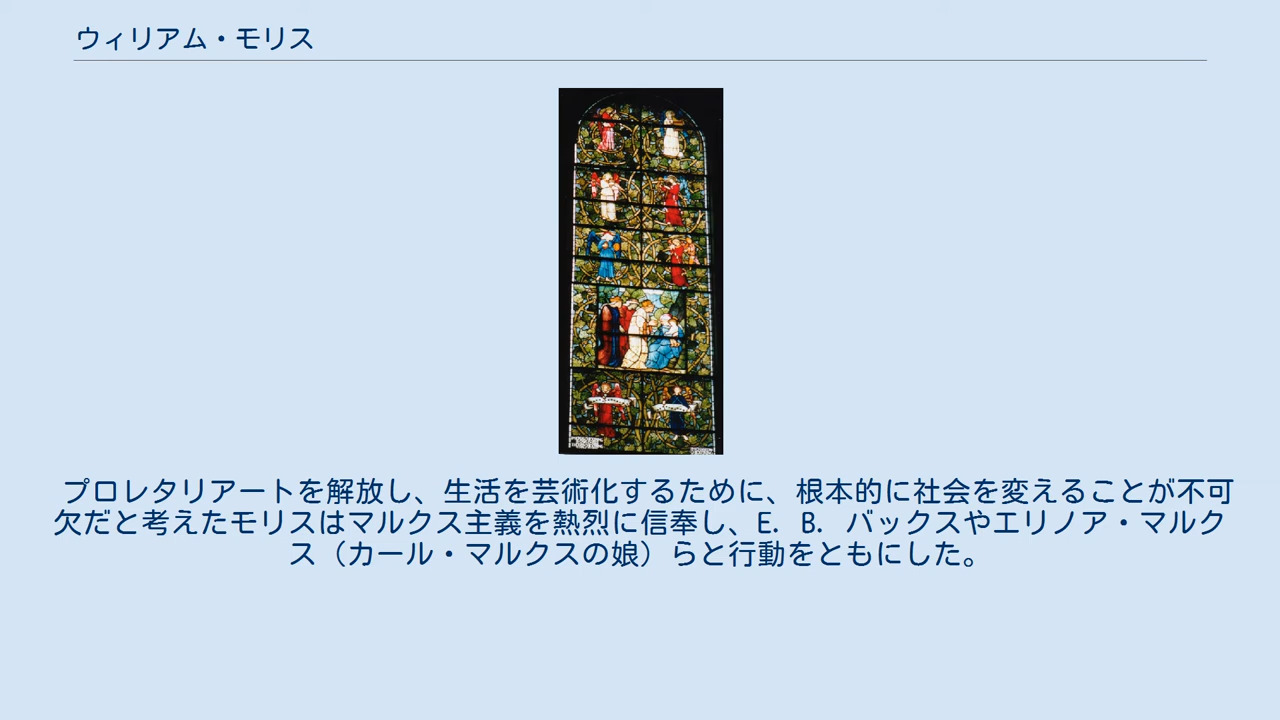 ウィリアム・モリス
プロレタリアートを解放し、生活を芸術化するために、根本的に社会を変えることが不可
欠だと考えたモリスはマルクス主義を熱烈に信奉し、E. B. バックスやエリノア・マルク
ス（カール・マルクスの娘）らと行動をともにした。